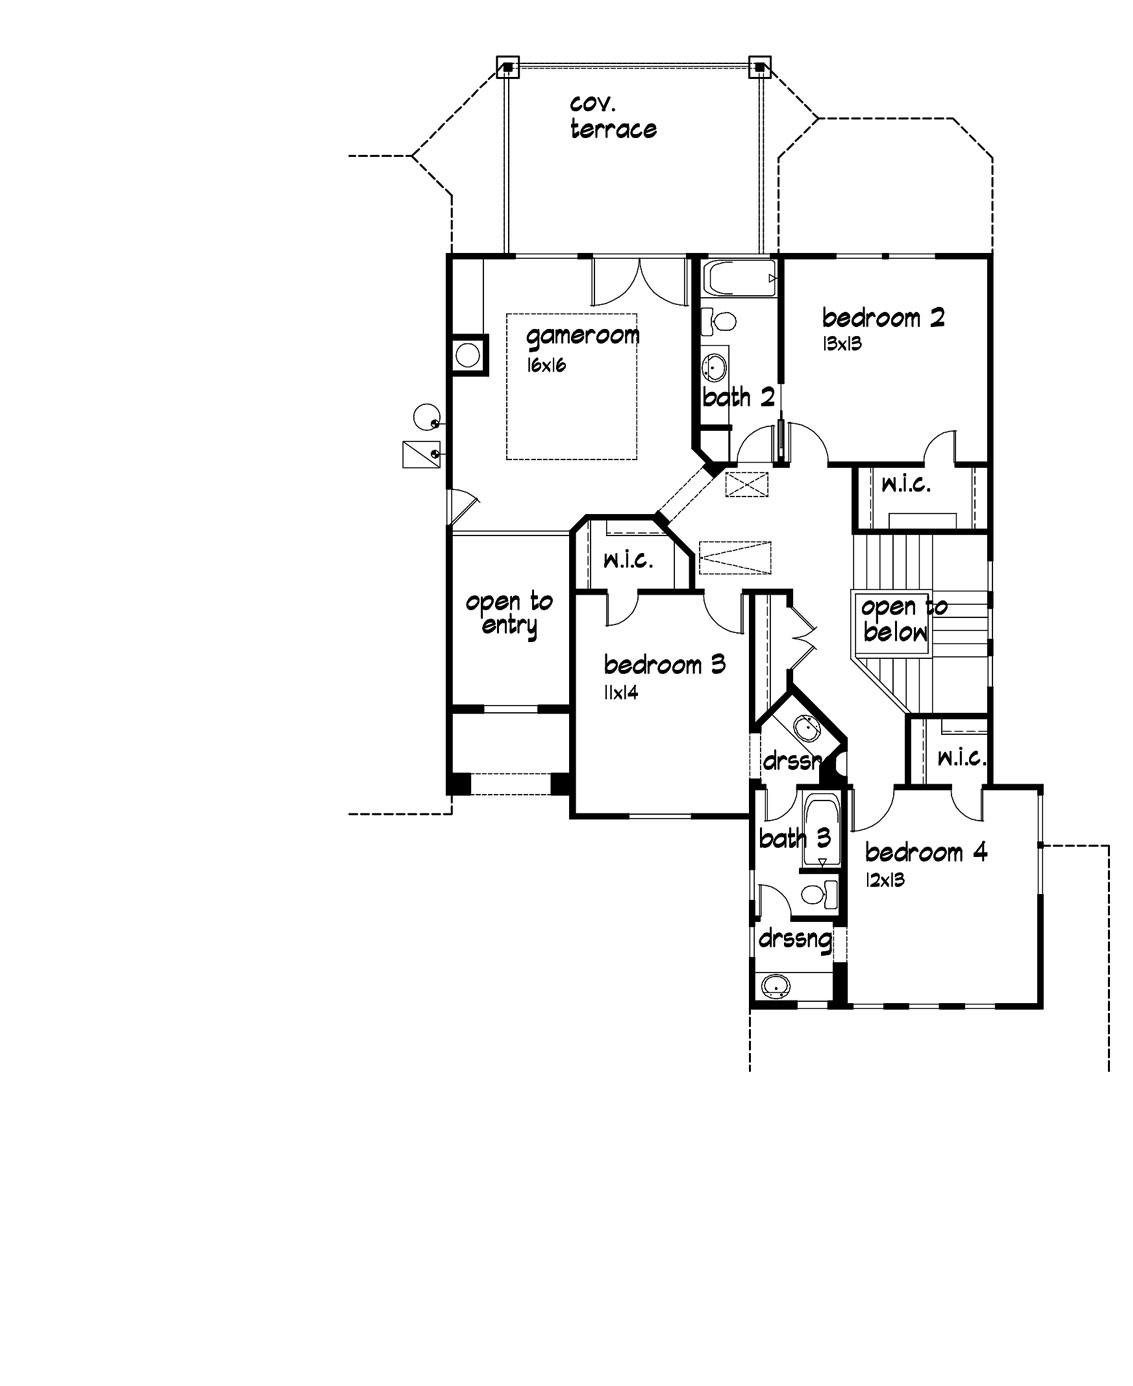 cov.
terrace
gameroom
16x16
bedroom 2
13x13
bath 2
w.i.c.
w.i.c.
open to
entry
open to
below
bedroom 3
11x14
drssn
w.i.c.
bath 3
bedroom 4
12x13
drssng